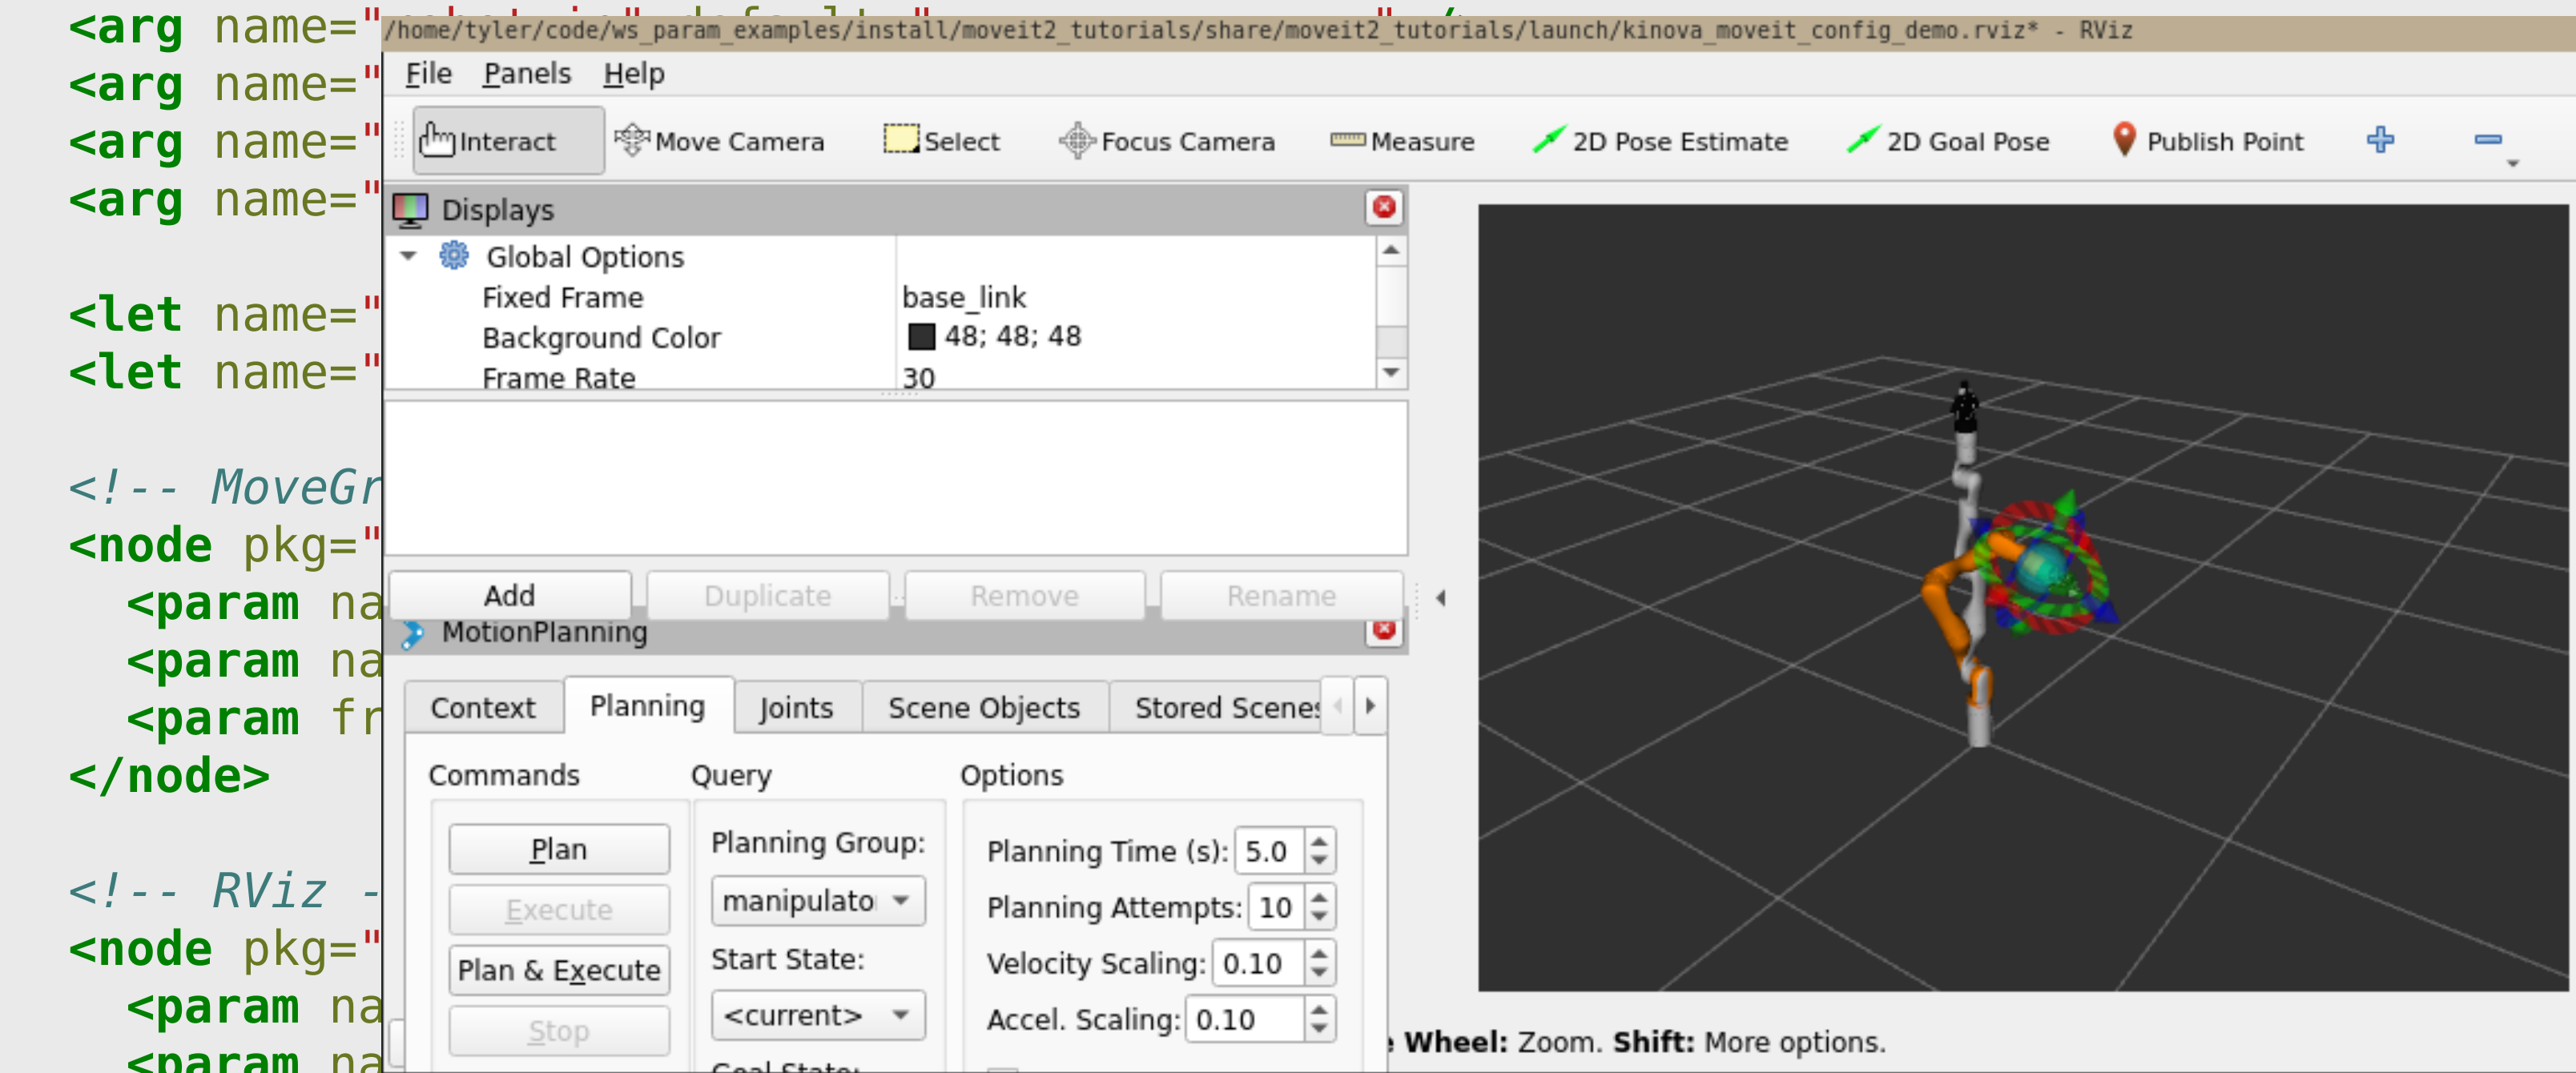 <arg name="
/home/tyler/code/ws_param_examples/install/moveit2_tutorials/share/moveit2_tutorials/launch/kinova_moveit_config_demo.rviz* - RViz
<arg name="
<arg name="
<arg name="
<let name="
<let name="
<!-- MoveGr
<node pkg="
<param na
<param na
<param fr
</node>
<!-- RViz -
<node pkg="
<param na
<param na
File Panels Help
Interact Move Camera Select Focus Camera Measure 2D Pose Estimate 2D Goal Pose Publish Point
Displays
Global Options
Fixed Frame base_link
Background Color 48; 48; 48
Frame Rate 30
Add Duplicate Remove Rename
MotionPlanning
Context Planning Joints Scene Objects Stored Scenes
Commands Query Options
Plan
Execute
Plan & Execute
Stop
Planning Group:
manipulato
Start State:
<current>
Goal State:
Planning Time (s): 5.0
Planning Attempts: 10
Velocity Scaling: 0.10
Accel. Scaling: 0.10
Wheel: Zoom. Shift: More options.